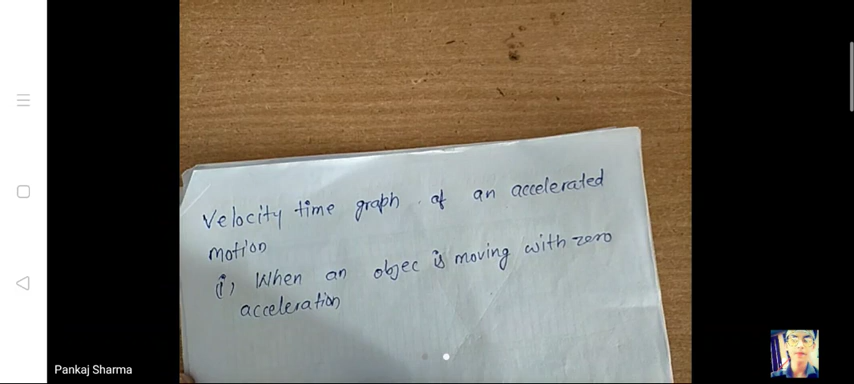 Velocity time graph of an accelerated
motion
(i) When an objec is moving with zero
acceleration
Pankaj Sharma